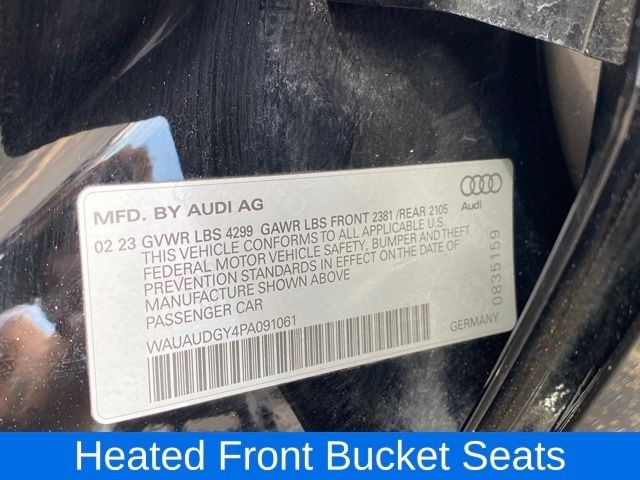 MFD. BY AUDI AG
Audi
02 23 GVWR LBS 4299 GAWR LBS FRONT 2381 /REAR 2105
THIS VEHICLE CONFORMS TO ALL APPLICABLE U.S.
FEDERAL MOTOR VEHICLE SAFETY, BUMPER AND THEFT
PREVENTION STANDARDS IN EFFECT ON THE DATE OF
MANUFACTURE SHOWN ABOVE
PASSENGER CAR
WAUAUDGY4PA091061
GERMANY
0835159
Heated Front Bucket Seats